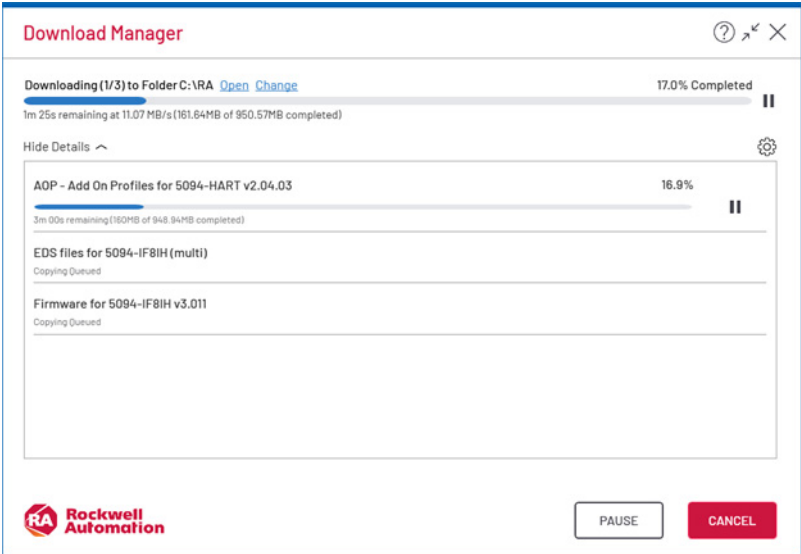 Download Manager
Downloading (1/3) to Folder C:\RA Open Change
17.0% Completed
1m 25s remaining at 11.07 MB/s (161.64MB of 950.57MB completed)
Hide Details
AOP - Add On Profiles for 5094-HART v2.04.03
16.9%
3m 00s remaining (160MB of 948.94MB completed)
EDS files for 5094-IF8IH (multi)
Copying Queued
Firmware for 5094-IF8IH v3.011
Copying Queued
RA
Rockwell
Automation
PAUSE
CANCEL